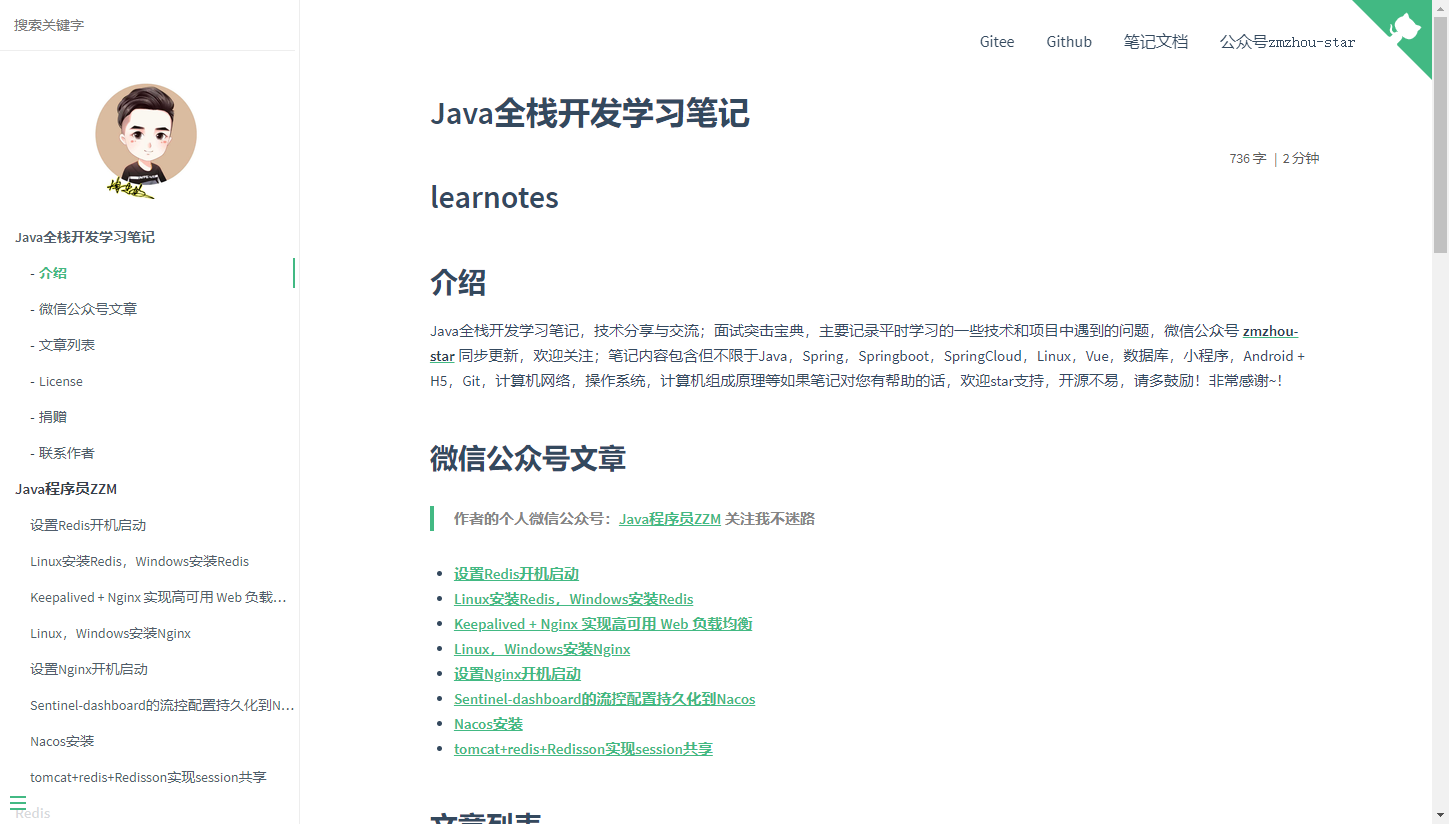 搜索关键字
Java全栈开发学习笔记
- 介绍
- 微信公众号文章
- 文章列表
- License
- 捐赠
- 联系作者
Java程序员ZZM
设置Redis开机启动
Linux安装Redis，Windows安装Redis
Keepalived + Nginx 实现高可用 Web 负载...
Linux，Windows安装Nginx
设置Nginx开机启动
Sentinel-dashboard的流控配置持久化到N...
Nacos安装
tomcat+redis+Redisson实现session共享
Redis
Gitee Github 笔记文档 公众号zmzhou-star
Java全栈开发学习笔记
736 字 | 2 分钟
learnotes
介绍
Java全栈开发学习笔记，技术分享与交流；面试突击宝典，主要记录平时学习的一些技术和项目中遇到的问题，微信公众号 zmzhou-
star 同步更新，欢迎关注；笔记内容包含但不限于Java，Spring，Springboot，SpringCloud，Linux，Vue，数据库，小程序，Android +
H5，Git，计算机网络，操作系统，计算机组成原理等如果笔记对您有帮助的话，欢迎star支持，开源不易，请多鼓励！非常感谢~！
微信公众号文章
作者的个人微信公众号：Java程序员ZZM 关注我不迷路
设置Redis开机启动
Linux安装Redis，Windows安装Redis
Keepalived + Nginx 实现高可用 Web 负载均衡
Linux，Windows安装Nginx
设置Nginx开机启动
Sentinel-dashboard的流控配置持久化到Nacos
Nacos安装
tomcat+redis+Redisson实现session共享
文章列表